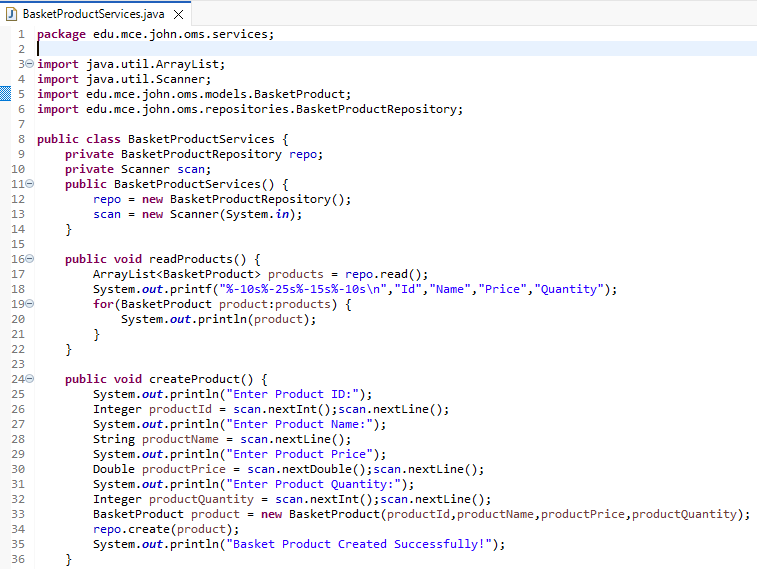 BasketProductServices.java
1 package edu.mce.john.oms.services;
2
3 import java.util.ArrayList;
4 import java.util.Scanner;
5 import edu.mce.john.oms.models.BasketProduct;
6 import edu.mce.john.oms.repositories.BasketProductRepository;
7
8 public class BasketProductServices {
9     private BasketProductRepository repo;
10     private Scanner scan;
11     public BasketProductServices() {
12         repo = new BasketProductRepository();
13         scan = new Scanner(System.in);
14     }
15
16     public void readProducts() {
17         ArrayList<BasketProduct> products = repo.read();
18         System.out.printf("%-10s%-25s%-15s%-10s\n","Id","Name","Price","Quantity");
19         for(BasketProduct product:products) {
20             System.out.println(product);
21         }
22     }
23
24     public void createProduct() {
25         System.out.println("Enter Product ID:");
26         Integer productId = scan.nextInt();scan.nextLine();
27         System.out.println("Enter Product Name:");
28         String productName = scan.nextLine();
29         System.out.println("Enter Product Price");
30         Double productPrice = scan.nextDouble();scan.nextLine();
31         System.out.println("Enter Product Quantity:");
32         Integer productQuantity = scan.nextInt();scan.nextLine();
33         BasketProduct product = new BasketProduct(productId,productName,productPrice,productQuantity);
34         repo.create(product);
35         System.out.println("Basket Product Created Successfully!");
36     }